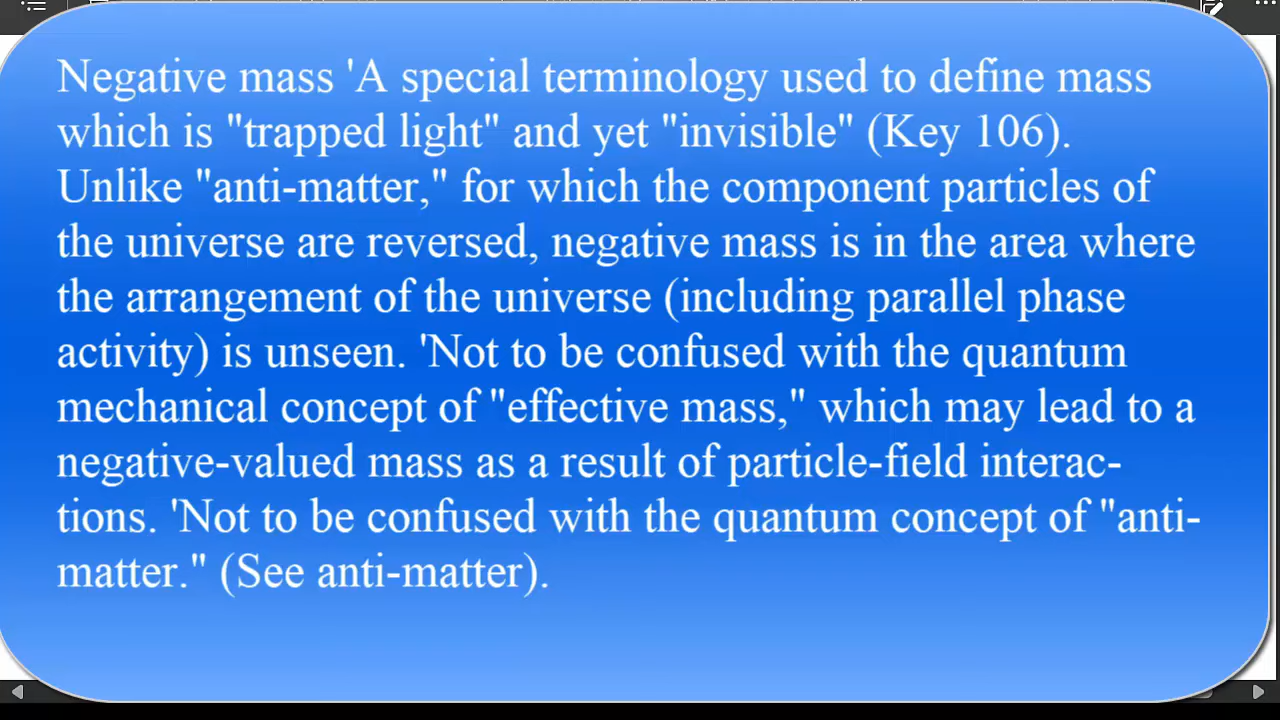 Negative mass 'A special terminology used to define mass
which is "trapped light" and yet "invisible" (Key 106).
Unlike "anti-matter," for which the component particles of
the universe are reversed, negative mass is in the area where
the arrangement of the universe (including parallel phase
activity) is unseen. 'Not to be confused with the quantum
mechanical concept of "effective mass," which may lead to a
negative-valued mass as a result of particle-field interac-
tions. 'Not to be confused with the quantum concept of "anti-
matter." (See anti-matter).